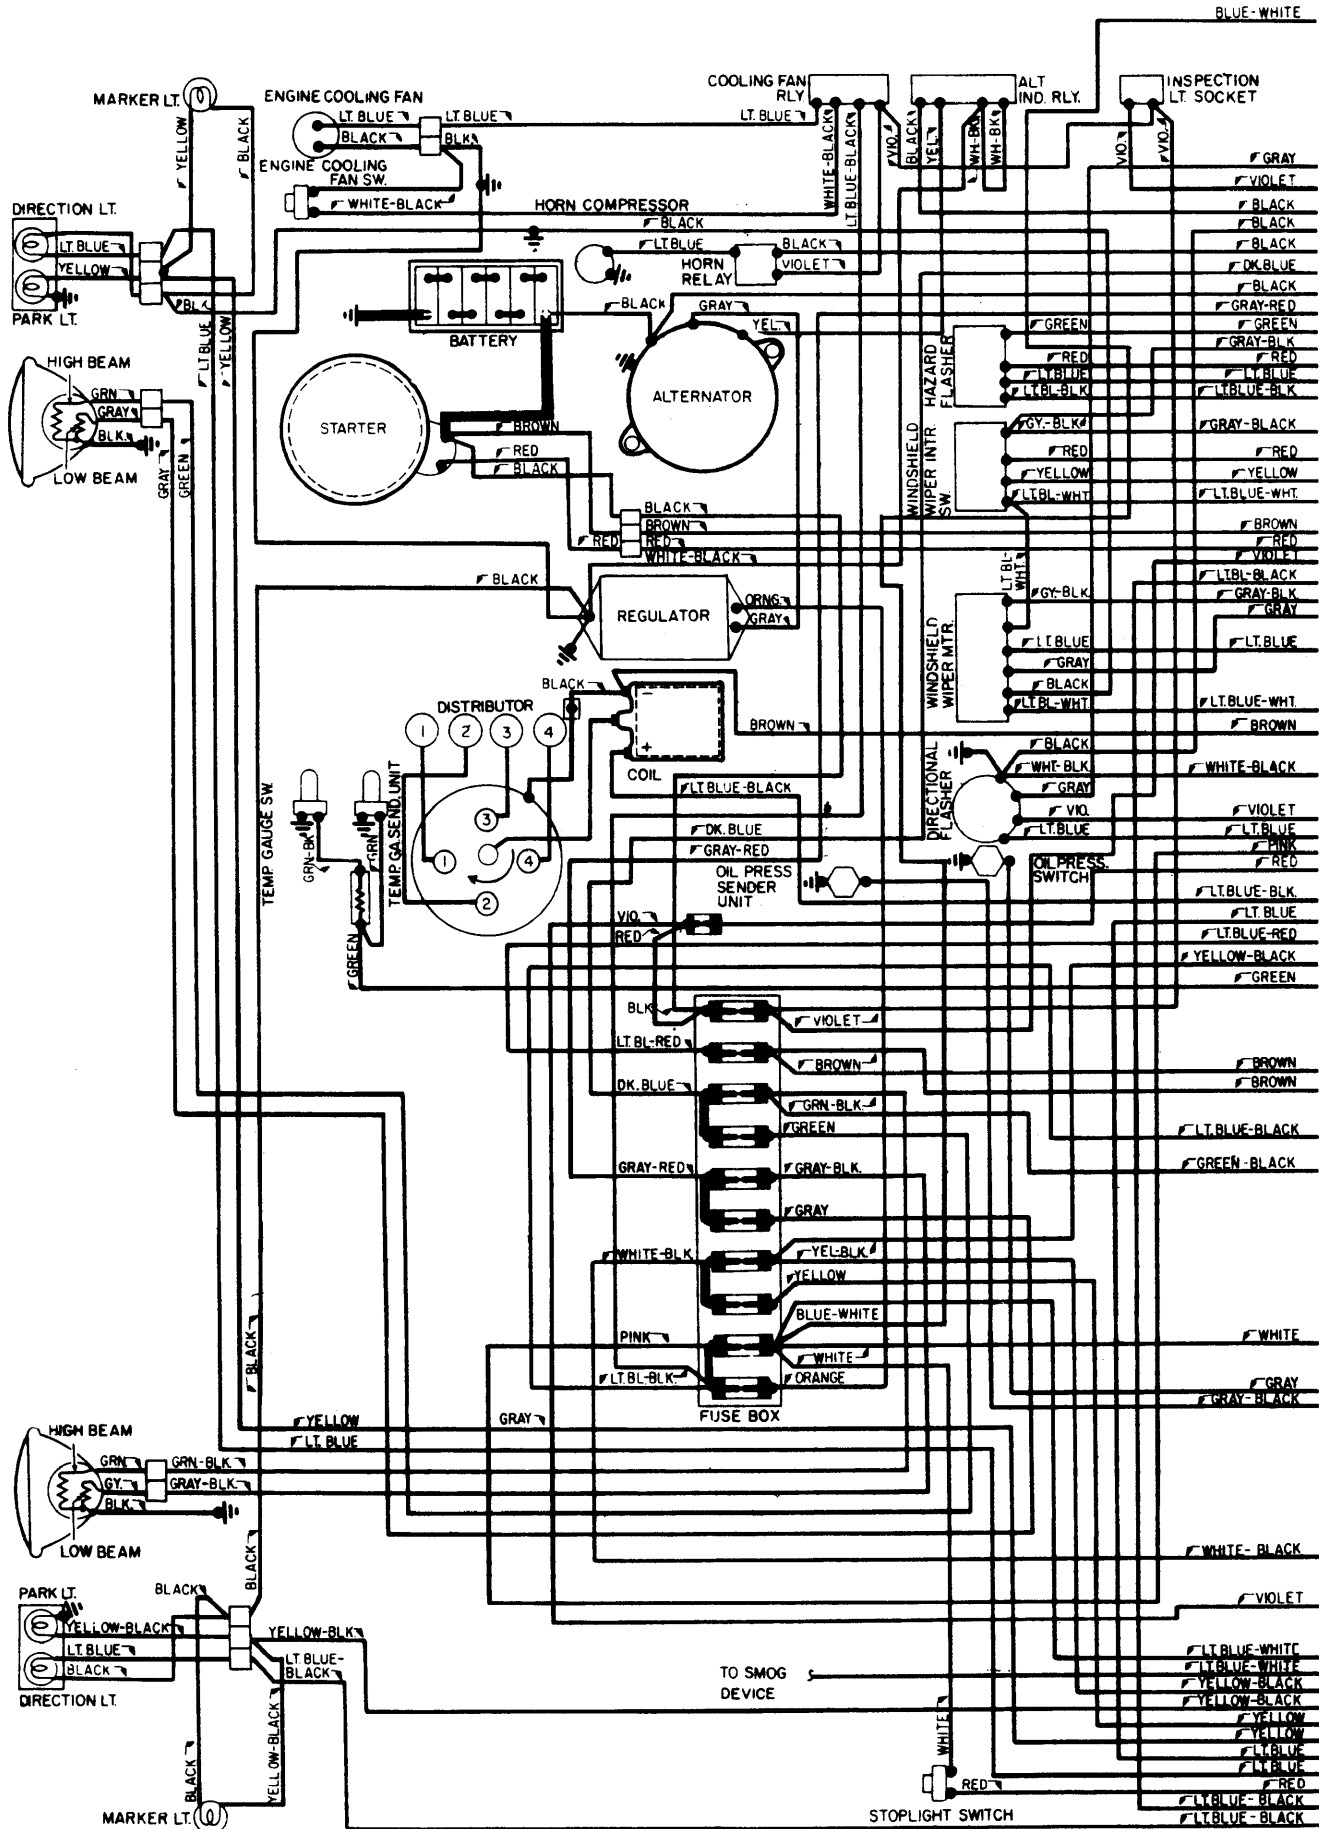 BLUE-WHITE
COOLING FAN
RLY.
ALT
IND. RLY.
INSPECTION
LT. SOCKET
MARKER LT.
ENGINE COOLING FAN
LT. BLUE
LT. BLUE
LT. BLUE
BLACK
BLK.
YELLOW
BLACK
WHITE-BLACK
LT. BLUE-BLACK
VIO.
BLACK
YEL.
WH-BK
WH-BK
VIO.
VIO.
ENGINE COOLING
FAN SW.
WHITE-BLACK
GRAY
VIOLET
BLACK
BLACK
BLACK
DK.BLUE
BLACK
GRAY-RED
GREEN
GRAY-BLK
RED
LT.BLUE
LT.BLUE-BLK
GRAY-BLACK
RED
YELLOW
LT.BLUE-WHT.
BROWN
RED
VIOLET
LT.BL-BLACK
GRAY-BLK
GRAY
LT.BLUE
LT.BLUE-WHT.
BROWN
WHITE-BLACK
VIOLET
LT.BLUE
PINK
RED
LT.BLUE-BLK.
LT. BLUE
LT.BLUE-RED
YELLOW-BLACK
GREEN
BROWN
BROWN
LT.BLUE-BLACK
GREEN-BLACK
WHITE
GRAY
GRAY-BLACK
WHITE-BLACK
VIOLET
LT.BLUE-WHITE
LT.BLUE-WHITE
YELLOW-BLACK
YELLOW-BLACK
YELLOW
YELLOW
LT.BLUE
LT.BLUE
RED
LT.BLUE-BLACK
LT.BLUE-BLACK
DIRECTION LT.
LT. BLUE
YELLOW
PARK LT.
BLK
LT BLUE
YELLOW
HORN COMPRESSOR
BLACK
LT.BLUE
HORN
RELAY
BLACK
VIOLET
BATTERY
BLACK
GRAY
YEL.
ALTERNATOR
HAZARD
FLASHER
GREEN
RED
LT.BLUE
LT.BL-BLK
HIGH BEAM
GRN
GRAY
BLK.
LOW BEAM
GRAY
GREEN
STARTER
BROWN
RED
BLACK
WINDSHIELD
WIPER INTR.
SW.
GY.-BLK
RED
YELLOW
LT.BL-WHT
BLACK
BROWN
RED
RED
WHITE-BLACK
BLACK
REGULATOR
ORNG.
GRAY
LT BL-
WHT.
WINDSHIELD
WIPER MTR.
GY-BLK.
LT BLUE
GRAY
BLACK
LT.BL-WHT
BLACK
DISTRIBUTOR
1
2
3
4
-
+
COIL
BROWN
1
2
3
4
TEMP. GAUGE SW.
TEMP. GA. SEND. UNIT
GRN-BK
GRN
GREEN
LT BLUE-BLACK
DK. BLUE
GRAY-RED
OIL PRESS
SENDER
UNIT
DIRECTIONAL
FLASHER
BLACK
WHT-BLK
GRAY
VIO.
LT.BLUE
OIL PRESS.
SWITCH
VIO.
RED
BLK
VIOLET
LT. BL-RED
BROWN
DK. BLUE
GRN-BLK
GREEN
GRAY-RED
GRAY-BLK.
GRAY
WHITE-BLK
YEL-BLK.
YELLOW
BLUE-WHITE
PINK
WHITE
LT.BL-BLK.
ORANGE
FUSE BOX
BLACK
YELLOW
GRAY
LT. BLUE
HIGH BEAM
GRN
GY.
BLK.
LOW BEAM
GRN-BLK
GRAY-BLK
BLACK
PARK LT.
BLACK
YELLOW-BLACK
LT. BLUE
BLACK
DIRECTION LT.
YELLOW-BLK
LT. BLUE-
BLACK
BLACK
YELLOW-BLACK
MARKER LT.
TO SMOG
DEVICE
WHITE
RED
STOPLIGHT SWITCH